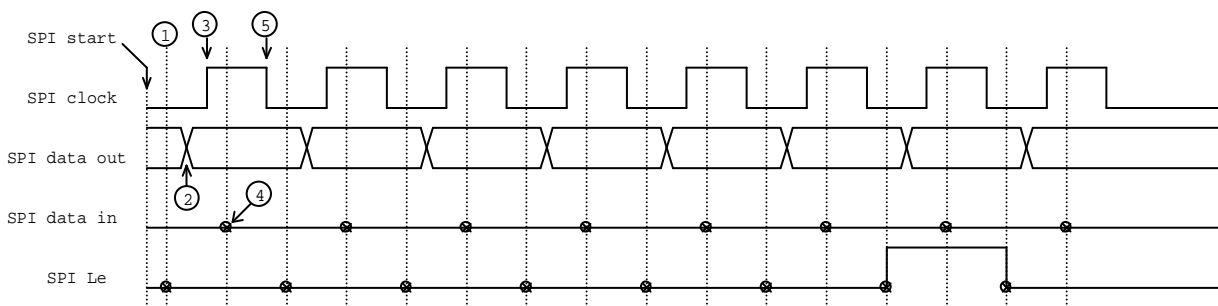 SPI start
1
3
5
SPI clock
SPI data out
2
4
SPI data in
SPI Le